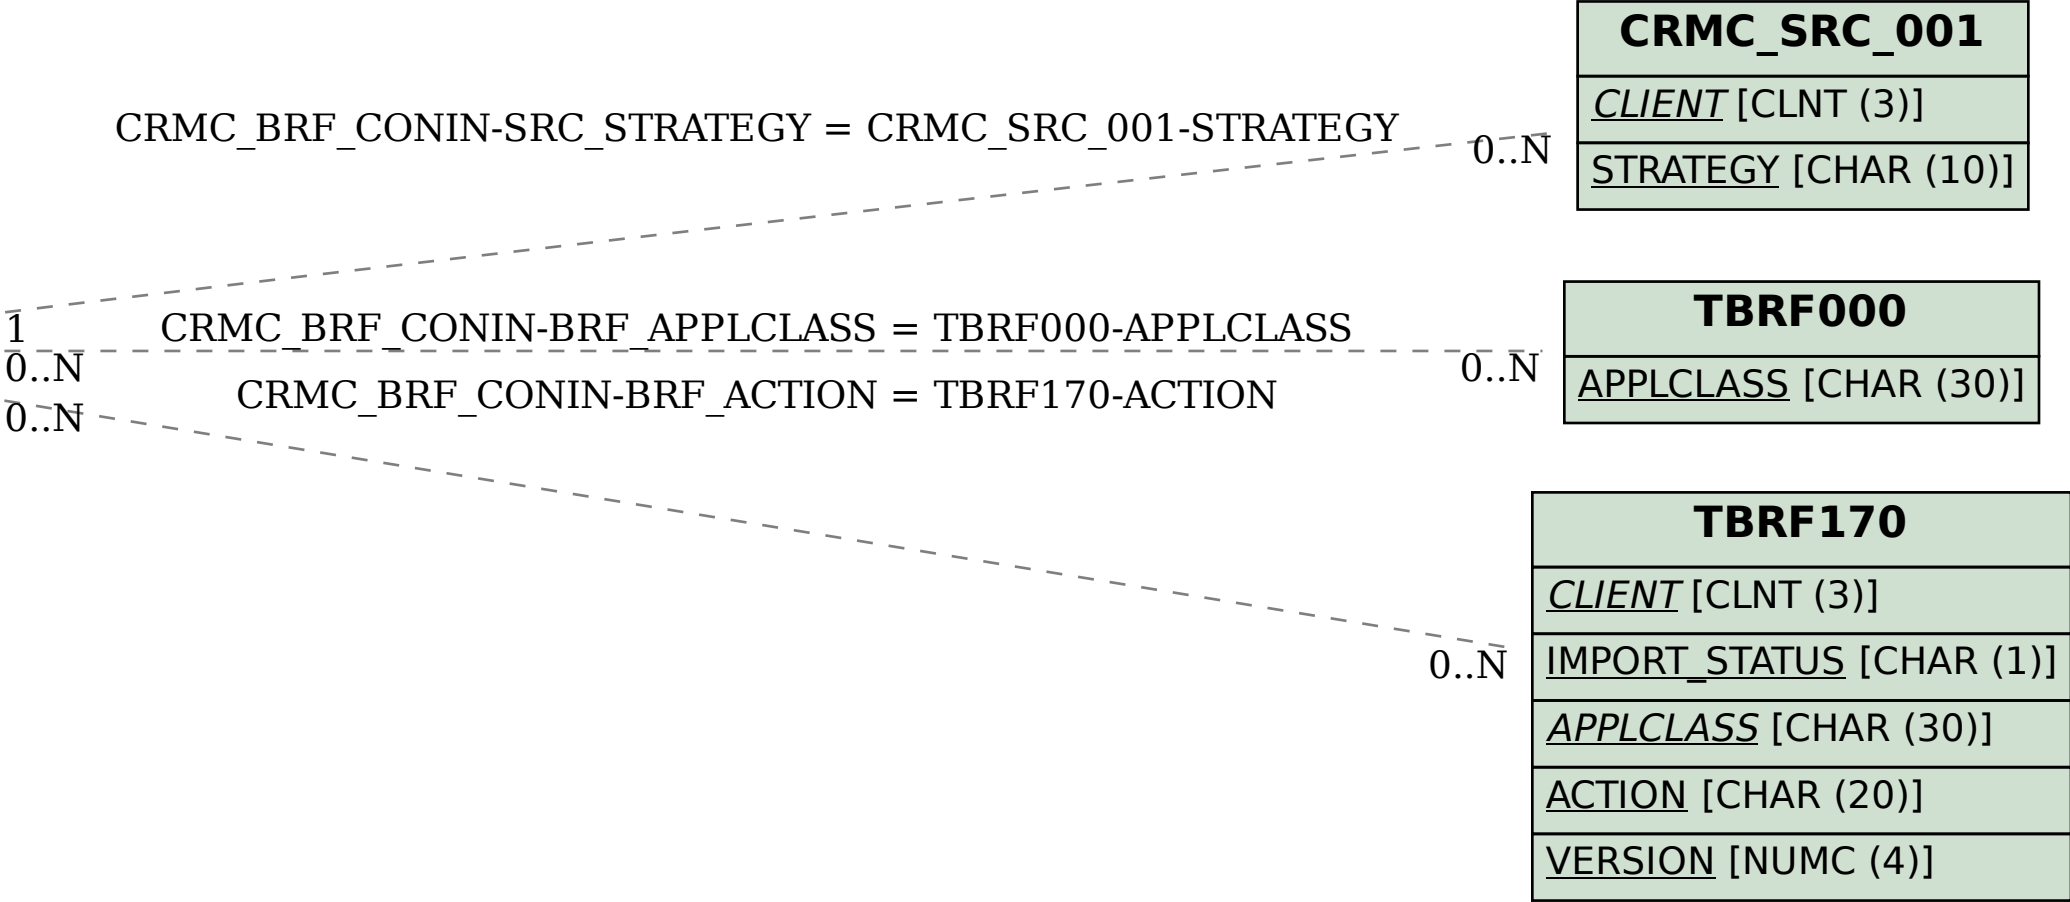 CRMC_SRC_001
CLIENT [CLNT (3)]
STRATEGY [CHAR (10)]
CRMC_BRF_CONIN-SRC_STRATEGY = CRMC_SRC_001-STRATEGY
0..N
1
CRMC_BRF_CONIN-BRF_APPLCLASS = TBRF000-APPLCLASS
0..N
0..N
TBRF000
APPLCLASS [CHAR (30)]
CRMC_BRF_CONIN-BRF_ACTION = TBRF170-ACTION
0..N
0..N
TBRF170
CLIENT [CLNT (3)]
IMPORT_STATUS [CHAR (1)]
APPLCLASS [CHAR (30)]
ACTION [CHAR (20)]
VERSION [NUMC (4)]